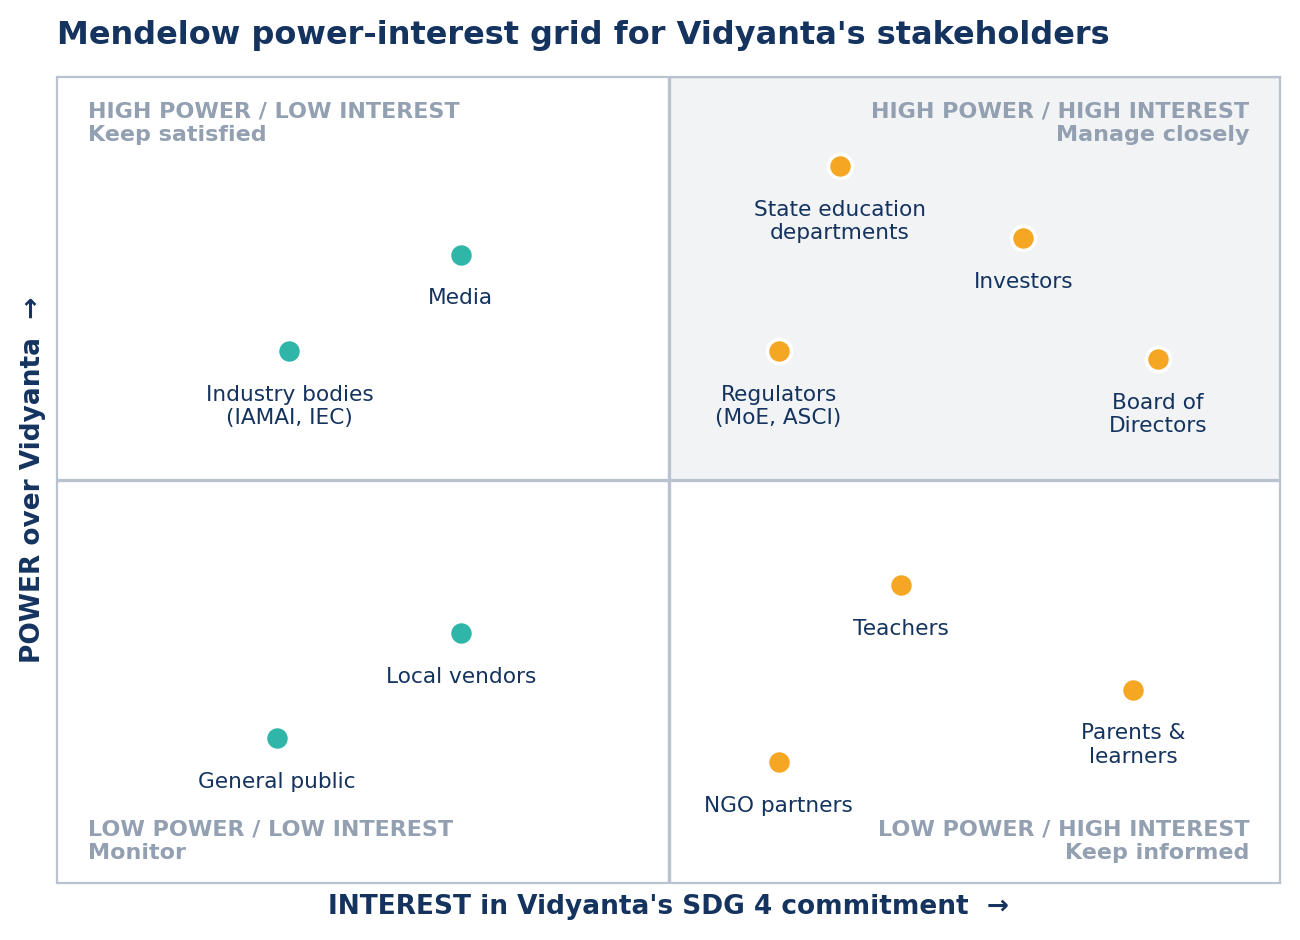 Mendelow power-interest grid for Vidyanta's stakeholders
HIGH POWER / LOW INTEREST
Keep satisfied
HIGH POWER / HIGH INTEREST
Manage closely
State education
departments
Investors
Media
Industry bodies
(IAMAI, IEC)
Regulators
(MoE, ASCI)
Board of
Directors
POWER over Vidyanta →
Teachers
Local vendors
Parents &
learners
General public
NGO partners
LOW POWER / LOW INTEREST
Monitor
LOW POWER / HIGH INTEREST
Keep informed
INTEREST in Vidyanta's SDG 4 commitment →